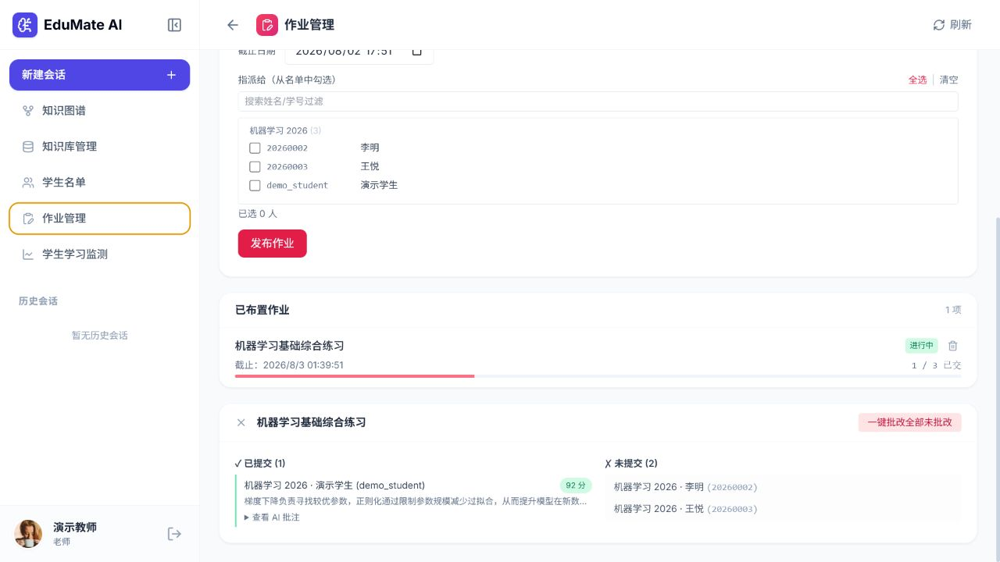 EduMate AI
新建会话
知识图谱
知识库管理
学生名单
作业管理
学生学习监测
历史会话
暂无历史会话
演示教师
老师
作业管理
刷新
截止日期 2026/08/02 17:51
指派给（从名单中勾选） 全选 清空
搜索姓名/学号过滤
机器学习 2026 (3)
20260002 李明
20260003 王悦
demo_student 演示学生
已选 0 人
发布作业
已布置作业 1 项
机器学习基础综合练习 进行中
截止：2026/8/3 01:39:51 1 / 3 已交
机器学习基础综合练习 一键批改全部未批改
✓ 已提交 (1)
机器学习 2026 · 演示学生 (demo_student) 92 分
梯度下降负责寻找较优参数，正则化通过限制参数规模减少过拟合，从而提升模型在新数...
▶ 查看 AI 批注
✗ 未提交 (2)
机器学习 2026 · 李明 (20260002)
机器学习 2026 · 王悦 (20260003)